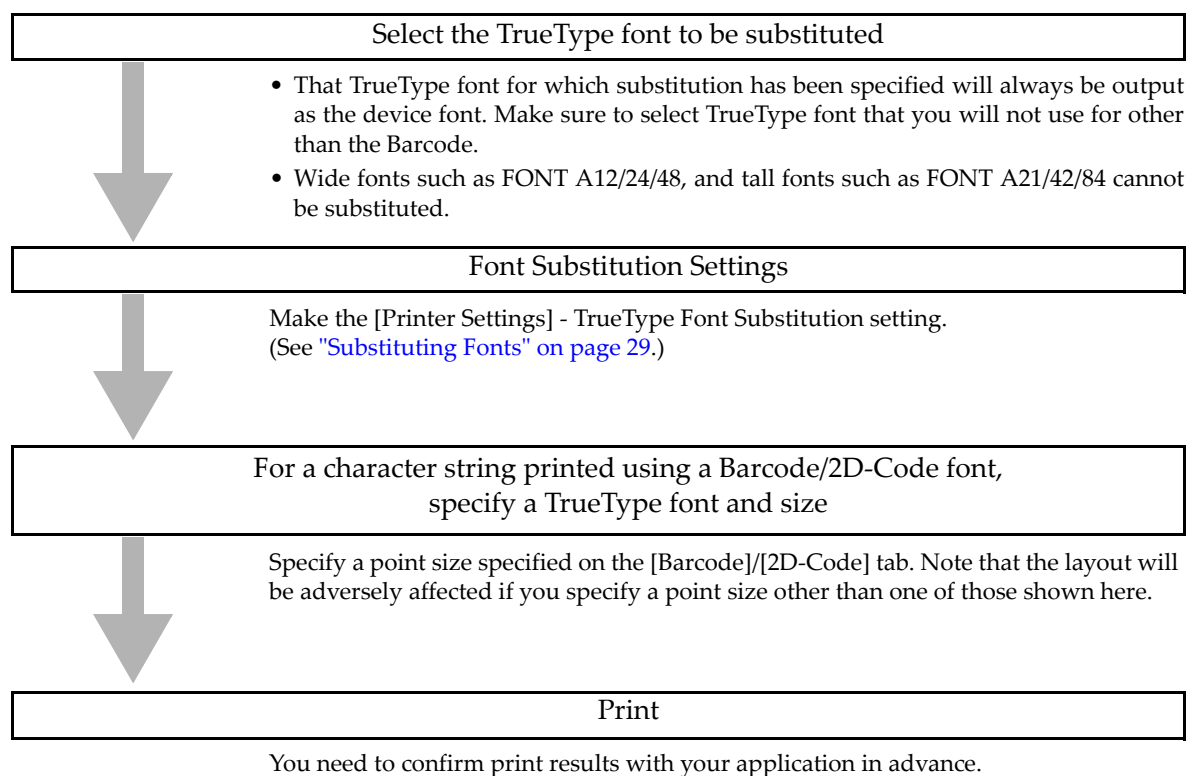 Select the TrueType font to be substituted
• That TrueType font for which substitution has been specified will always be output
as the device font. Make sure to select TrueType font that you will not use for other
than the Barcode.
• Wide fonts such as FONT A12/24/48, and tall fonts such as FONT A21/42/84 cannot
be substituted.
Font Substitution Settings
Make the [Printer Settings] - TrueType Font Substitution setting.
(See "Substituting Fonts" on page 29.)
For a character string printed using a Barcode/2D-Code font,
specify a TrueType font and size
Specify a point size specified on the [Barcode]/[2D-Code] tab. Note that the layout will
be adversely affected if you specify a point size other than one of those shown here.
Print
You need to confirm print results with your application in advance.